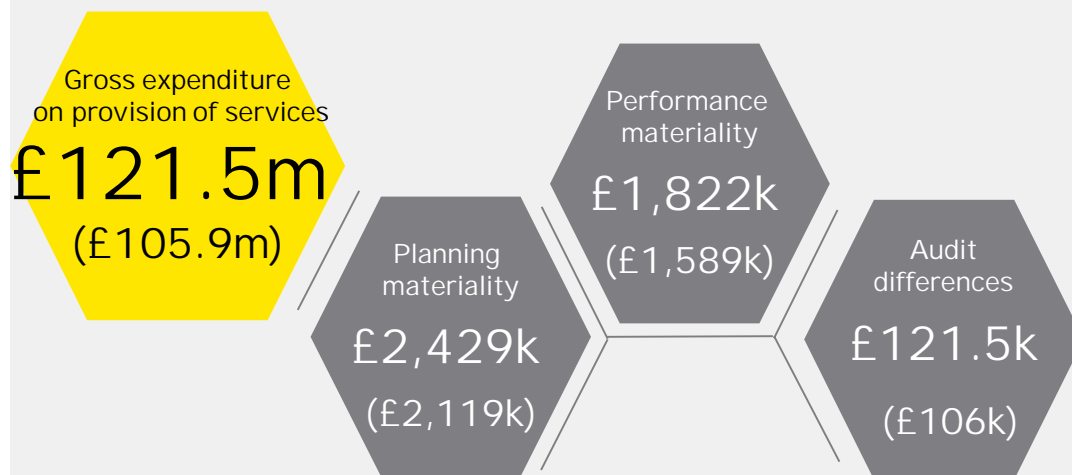 Gross expenditure
on provision of services
£121.5m
(£105.9m)
Planning
materiality
£2,429k
(£2,119k)
Performance
materiality
£1,822k
(£1,589k)
Audit
differences
£121.5k
(£106k)